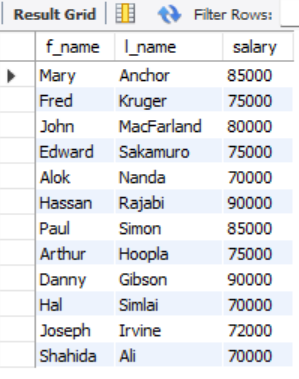 Result Grid Filter Rows:
f_name l_name salary
Mary Anchor 85000
Fred Kruger 75000
John MacFarland 80000
Edward Sakamuro 75000
Alok Nanda 70000
Hassan Rajabi 90000
Paul Simon 85000
Arthur Hoopla 75000
Danny Gibson 90000
Hal Simlai 70000
Joseph Irvine 72000
Shahida Ali 70000